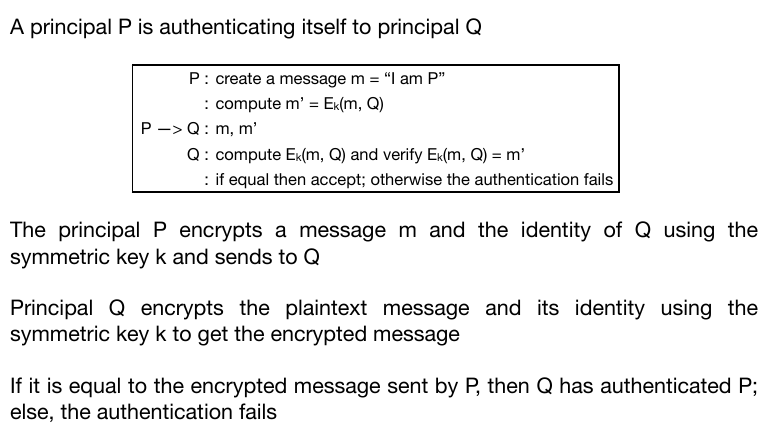 A principal P is authenticating itself to principal Q
P : create a message m = “I am P”
: compute m’ = Eₖ(m, Q)
P —> Q : m, m’
Q : compute Eₖ(m, Q) and verify Eₖ(m, Q) = m’
: if equal then accept; otherwise the authentication fails
The principal P encrypts a message m and the identity of Q using the
symmetric key k and sends to Q
Principal Q encrypts the plaintext message and its identity using the
symmetric key k to get the encrypted message
If it is equal to the encrypted message sent by P, then Q has authenticated P;
else, the authentication fails